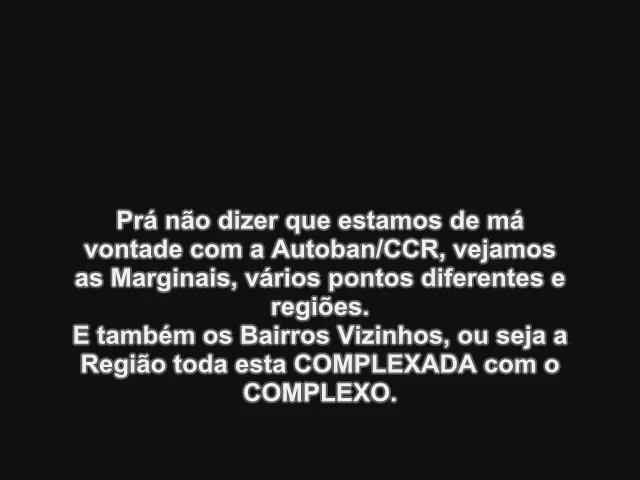 Prá não dizer que estamos de má
vontade com a Autoban/CCR, vejamos
as Marginais, vários pontos diferentes e
regiões.
E também os Bairros Vizinhos, ou seja a
Região toda esta COMPLEXADA com o
COMPLEXO.